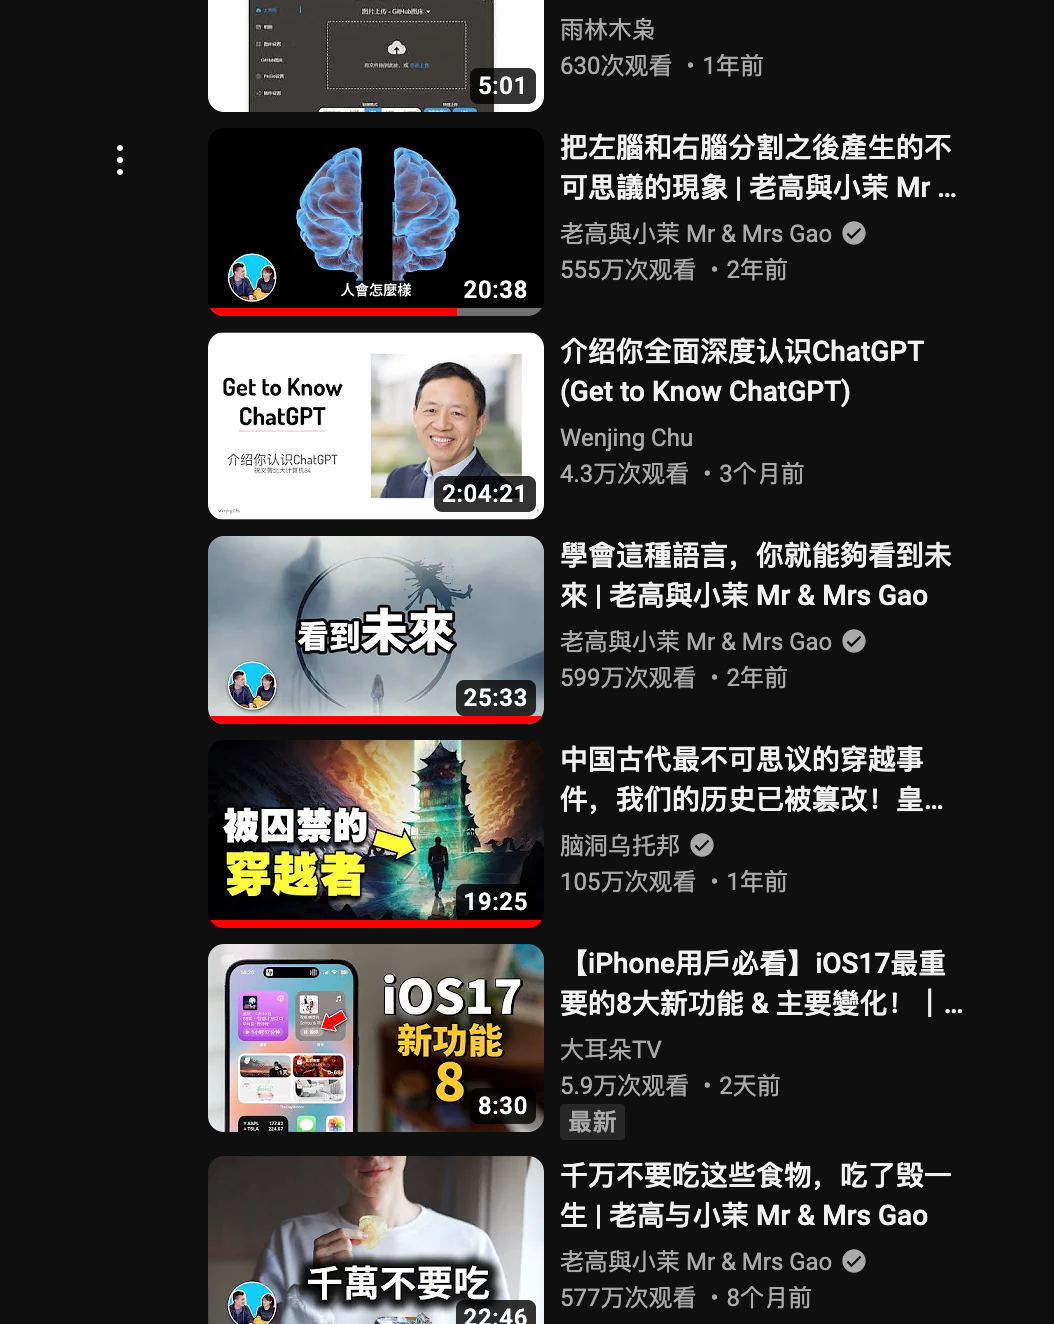 图片上传 - GitHub图床
5:01
雨林木枭
630次观看 • 1年前
人會怎麼樣
20:38
把左腦和右腦分割之後產生的不
可思議的現象 | 老高與小茉 Mr ...
老高與小茉 Mr & Mrs Gao
555万次观看 • 2年前
Get to Know
ChatGPT
介绍你认识ChatGPT
Wenjing Chu
2:04:21
介绍你全面深度认识ChatGPT
(Get to Know ChatGPT)
Wenjing Chu
4.3万次观看 • 3个月前
看到未來
25:33
學會這種語言，你就能夠看到未
來 | 老高與小茉 Mr & Mrs Gao
老高與小茉 Mr & Mrs Gao
599万次观看 • 2年前
被囚禁的
穿越者
19:25
中国古代最不可思议的穿越事
件，我们的历史已被篡改！皇...
脑洞乌托邦
105万次观看 • 1年前
iOS17
新功能
8
8:30
【iPhone用戶必看】iOS17最重
要的8大新功能 & 主要變化！｜...
大耳朵TV
5.9万次观看 • 2天前
最新
千萬不要吃
22:46
千万不要吃这些食物，吃了毁一
生 | 老高与小茉 Mr & Mrs Gao
老高與小茉 Mr & Mrs Gao
577万次观看 • 8个月前